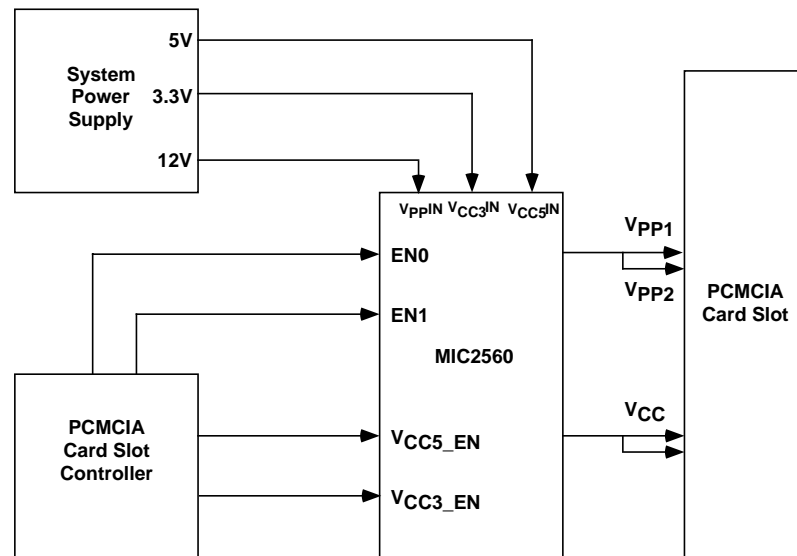 5V
System
Power
Supply
3.3V
12V
VPPIN VCC3IN VCC5IN
EN0
EN1
MIC2560
VCC5_EN
VCC3_EN
PCMCIA
Card Slot
Controller
VPP1
VPP2
VCC
PCMCIA
Card Slot